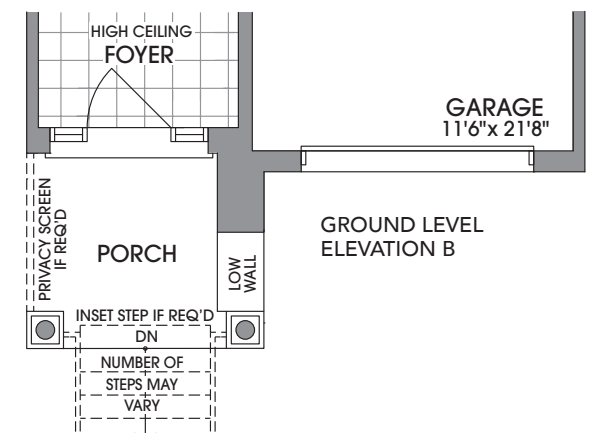 HIGH CEILING
FOYER
GARAGE
11'6"x 21'8"
PRIVACY SCREEN
IF REQ'D
PORCH
LOW
WALL
GROUND LEVEL
ELEVATION B
INSET STEP IF REQ'D
DN
NUMBER OF
STEPS MAY
VARY